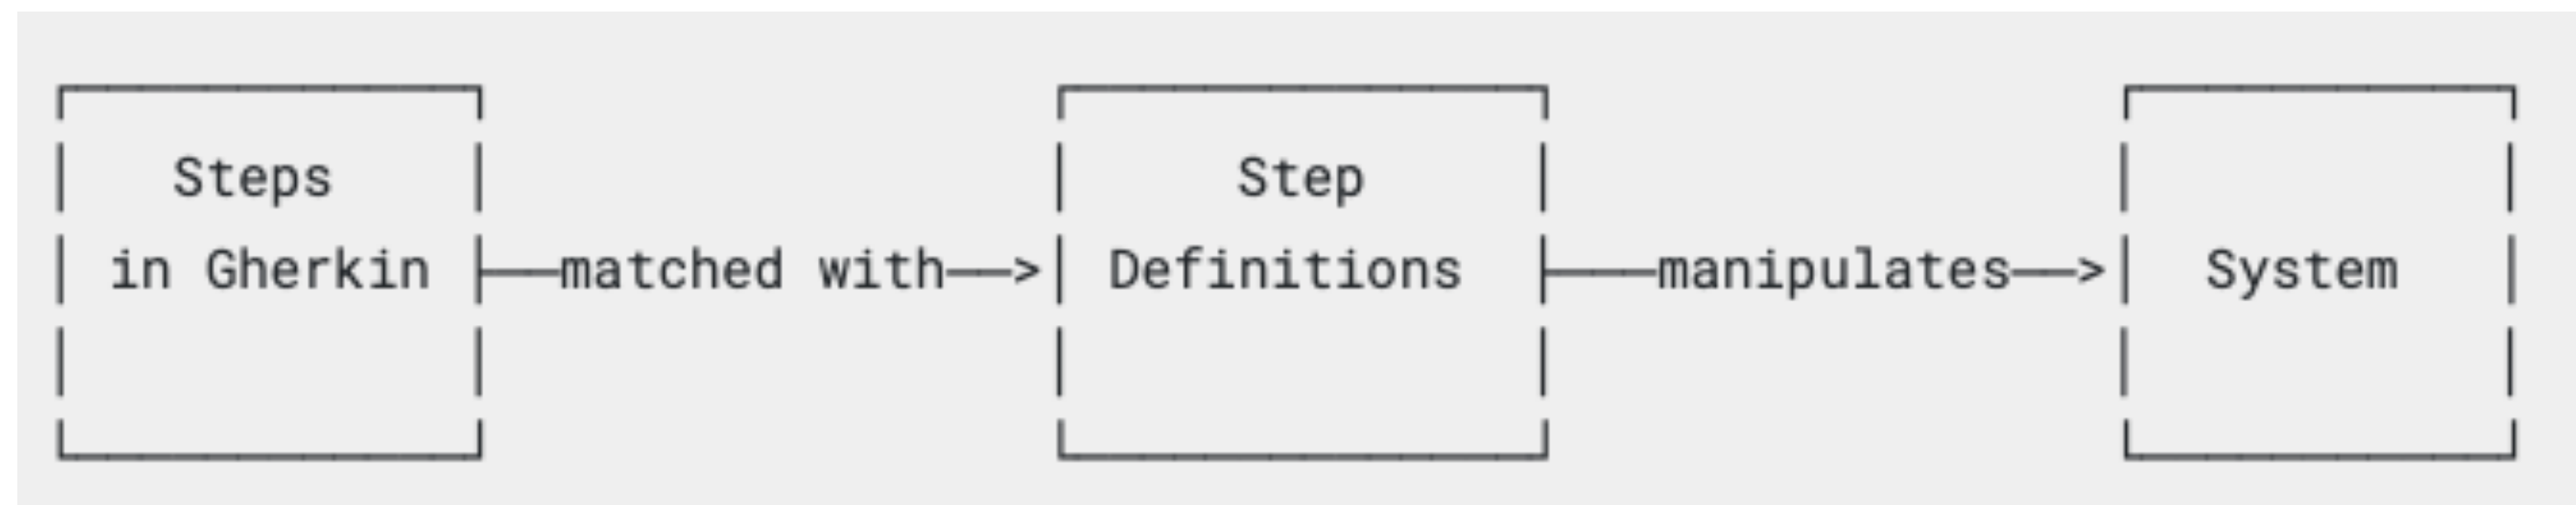 Steps
in Gherkin
matched with
Step
Definitions
manipulates
System